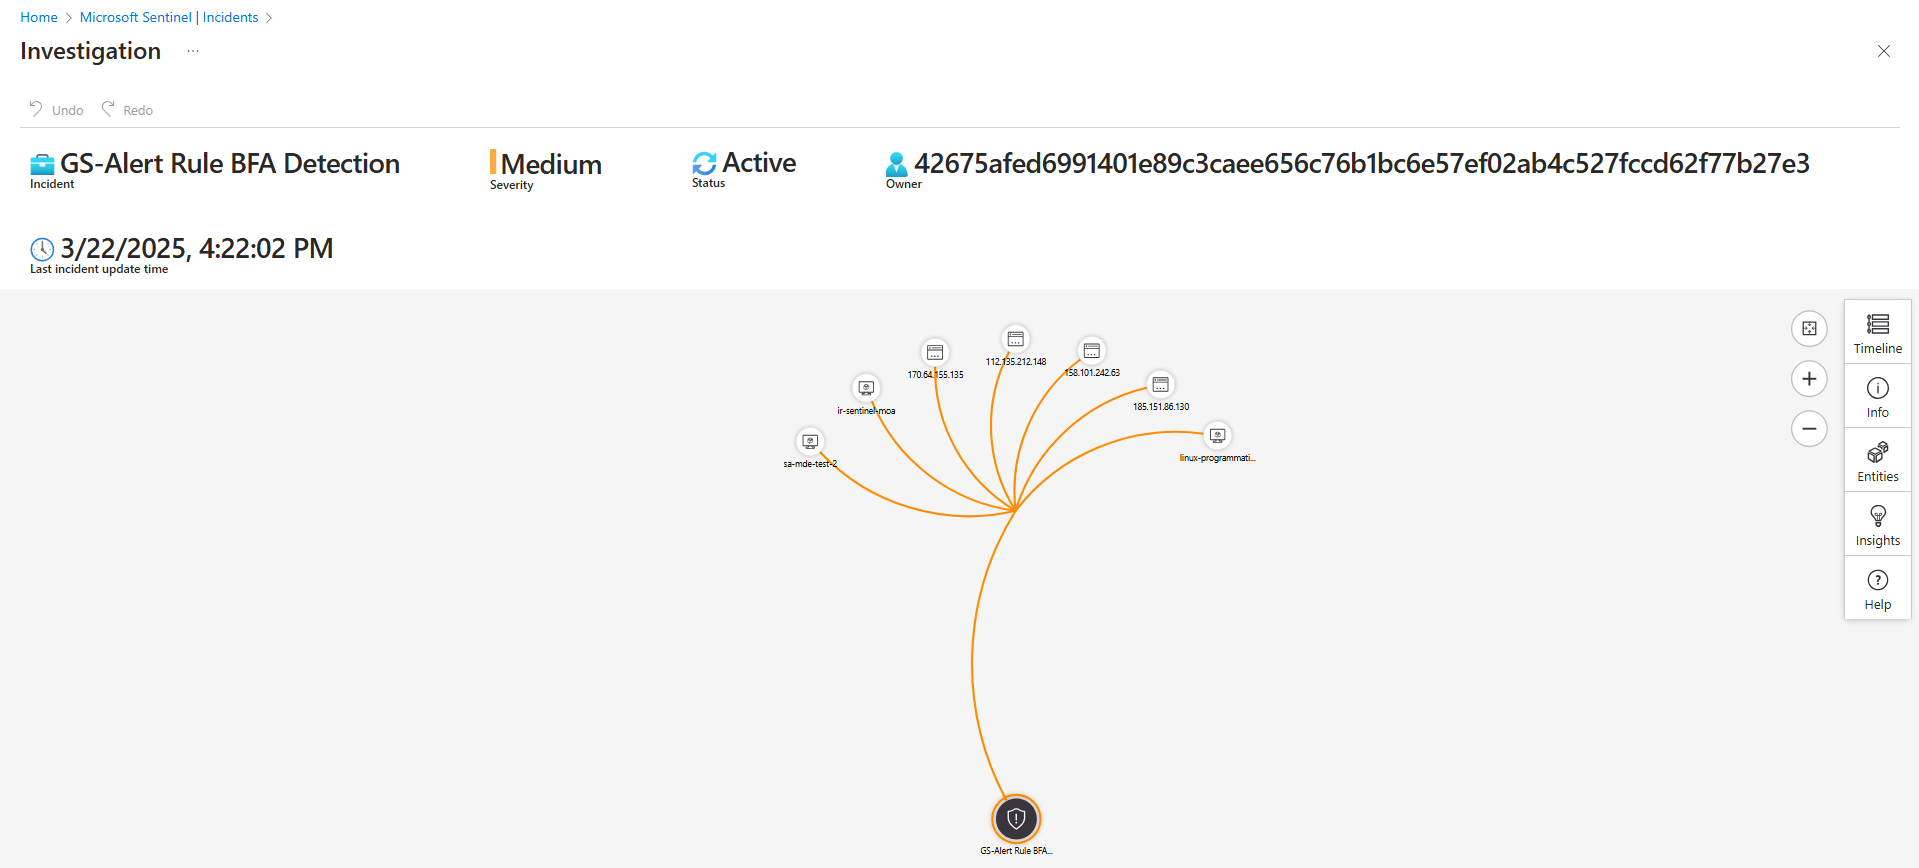 Home > Microsoft Sentinel | Incidents >
Investigation ...
Undo Redo
GS-Alert Rule BFA Detection
Incident
Medium
Severity
Active
Status
42675afed6991401e89c3caee656c76b1bc6e57ef02ab4c527fccd62f77b27e3
Owner
3/22/2025, 4:22:02 PM
Last incident update time
112.135.212.148
158.101.242.63
170.64.155.135
185.151.86.130
ir-sentinel-moa
linux-programmati...
sa-mde-test-2
GS-Alert Rule BFA...
Timeline
Info
Entities
Insights
Help